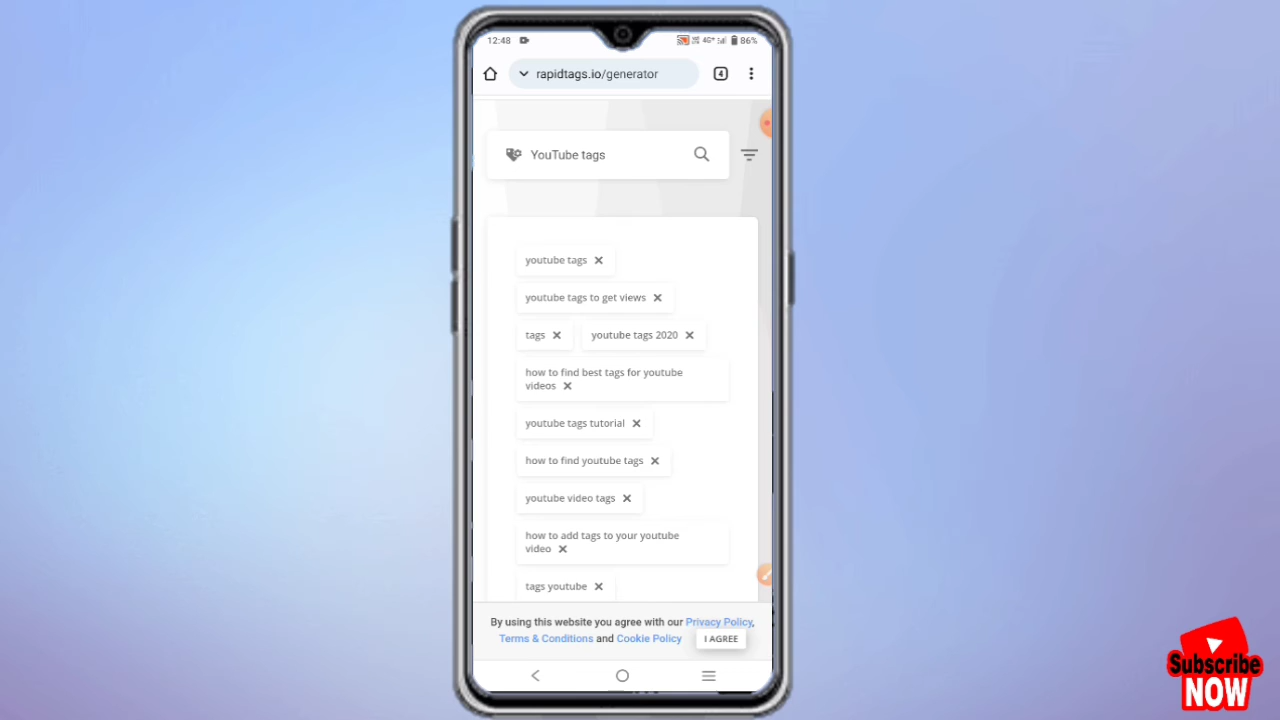 12:48 4G+ 86%
rapidtags.io/generator 4
YouTube tags
youtube tags ×
youtube tags to get views ×
tags × youtube tags 2020 ×
how to find best tags for youtube
videos ×
youtube tags tutorial ×
how to find youtube tags ×
youtube video tags ×
how to add tags to your youtube
video ×
tags youtube ×
By using this website you agree with our Privacy Policy,
Terms & Conditions and Cookie Policy I AGREE
Subscribe
NOW